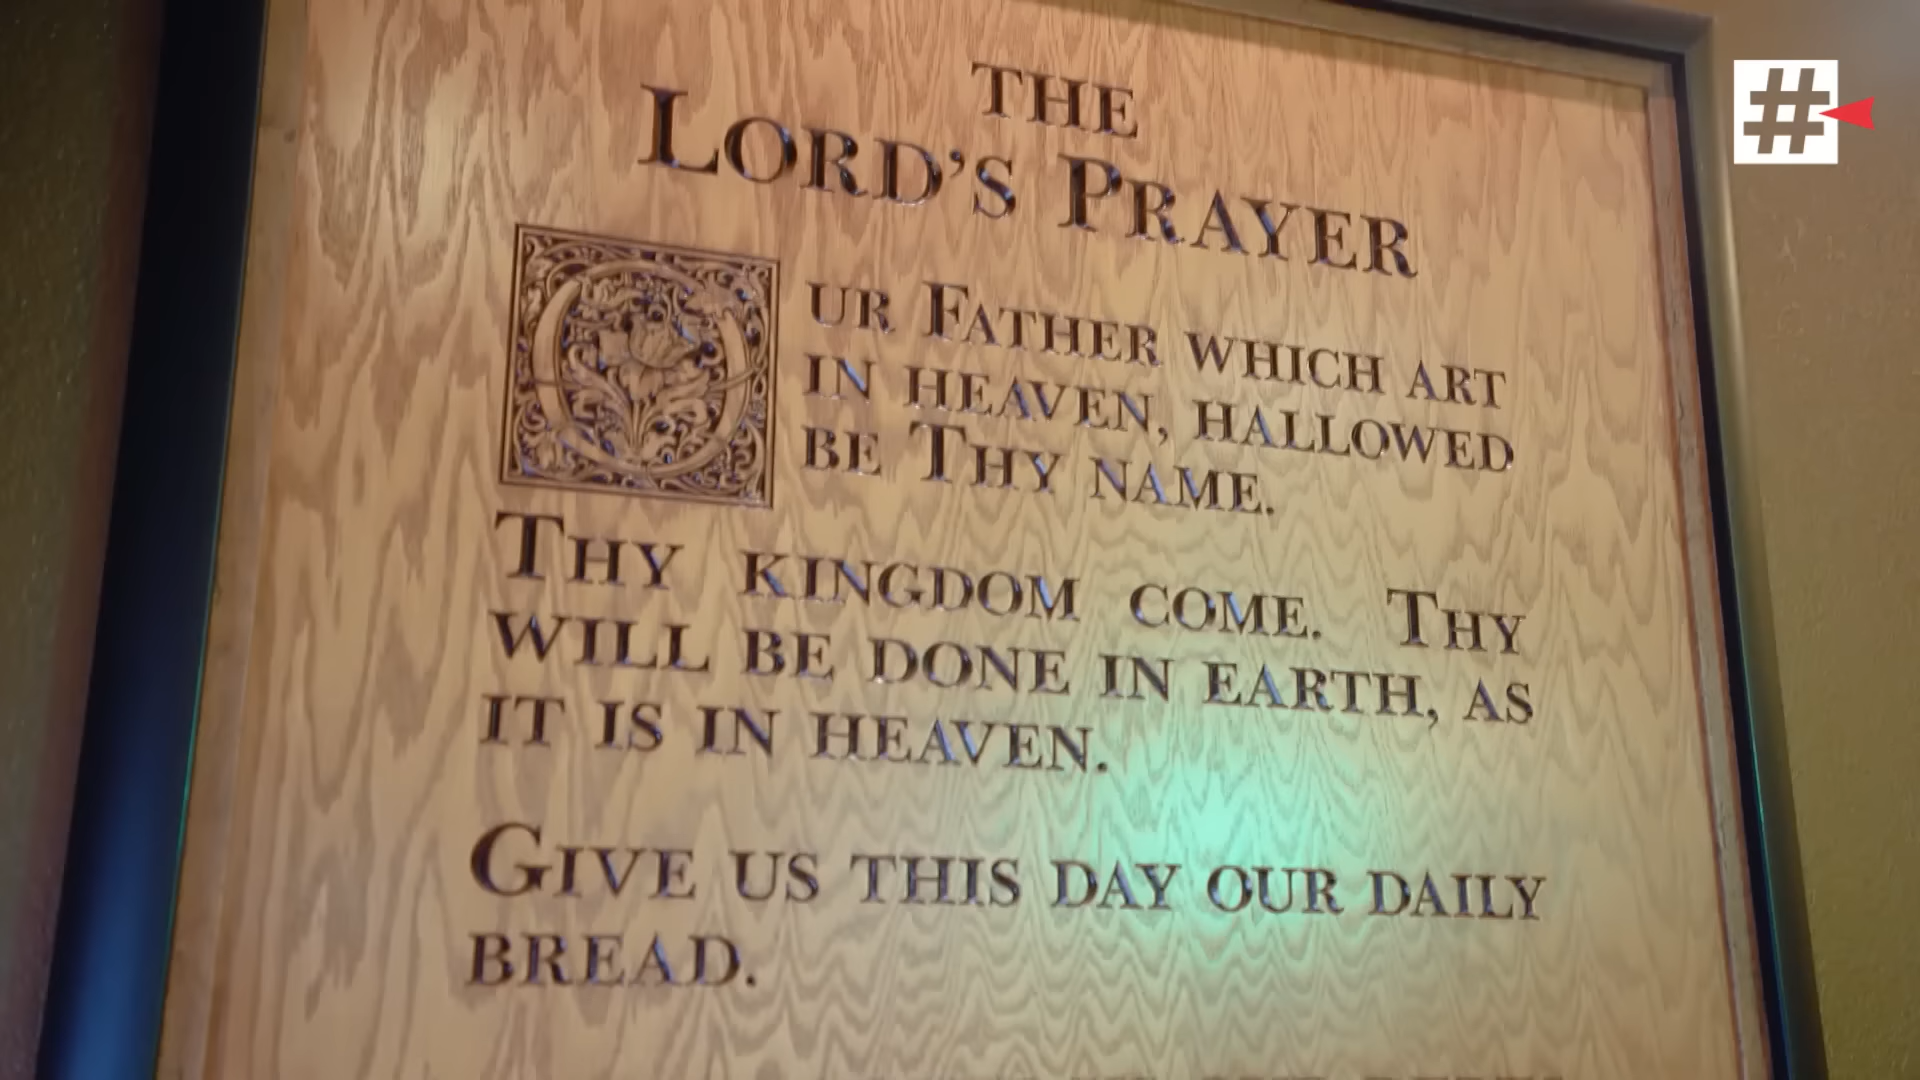 THE
LORD'S PRAYER
OUR FATHER WHICH ART
IN HEAVEN, HALLOWED
BE THY NAME.
THY KINGDOM COME. THY
WILL BE DONE IN EARTH, AS
IT IS IN HEAVEN.
GIVE US THIS DAY OUR DAILY
BREAD.
#